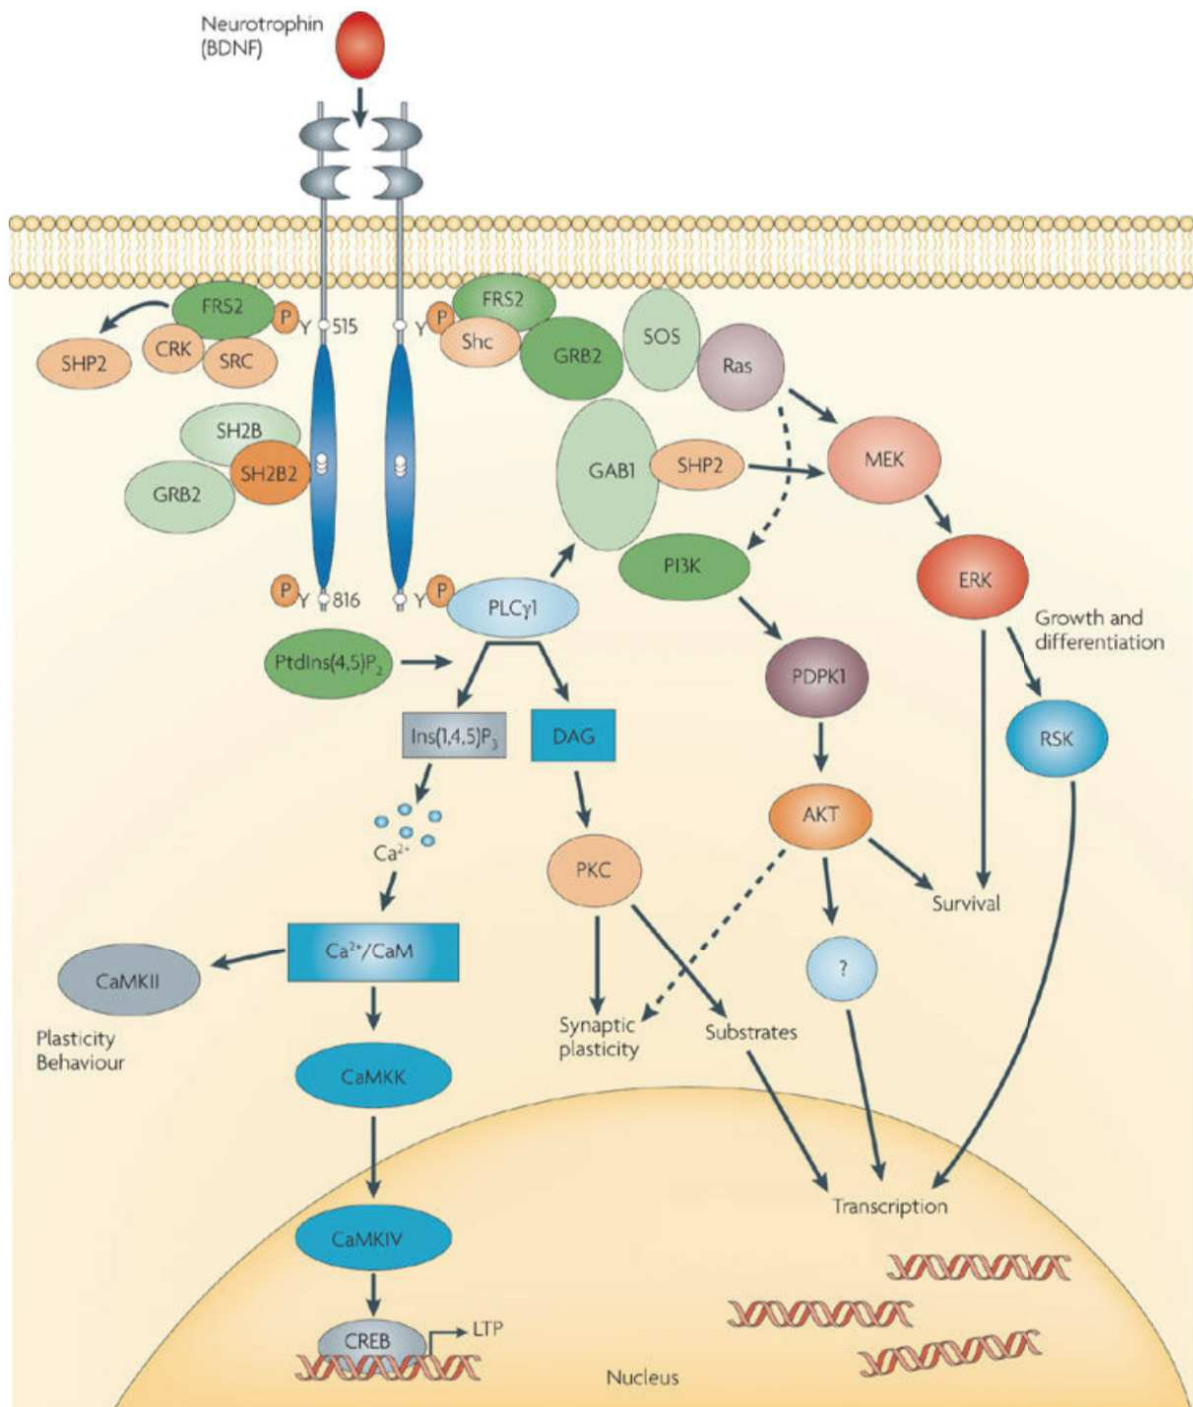 Neurotrophin
(BDNF)
FRS2
P
Y
515
Y
P
FRS2
Shc
GRB2
SOS
Ras
SHP2
CRK
SRC
SH2B
SH2B2
GRB2
GAB1
SHP2
MEK
PI3K
ERK
P
Y
816
Y
P
PLCγ1
Growth and
differentiation
PtdIns(4,5)P₂
PDPK1
Ins(1,4,5)P₃
DAG
RSK
AKT
Ca²⁺
PKC
Survival
Ca²⁺/CaM
CaMKII
?
Plasticity
Behaviour
Synaptic
plasticity
Substrates
CaMKK
Transcription
CaMKIV
CREB
LTP
Nucleus